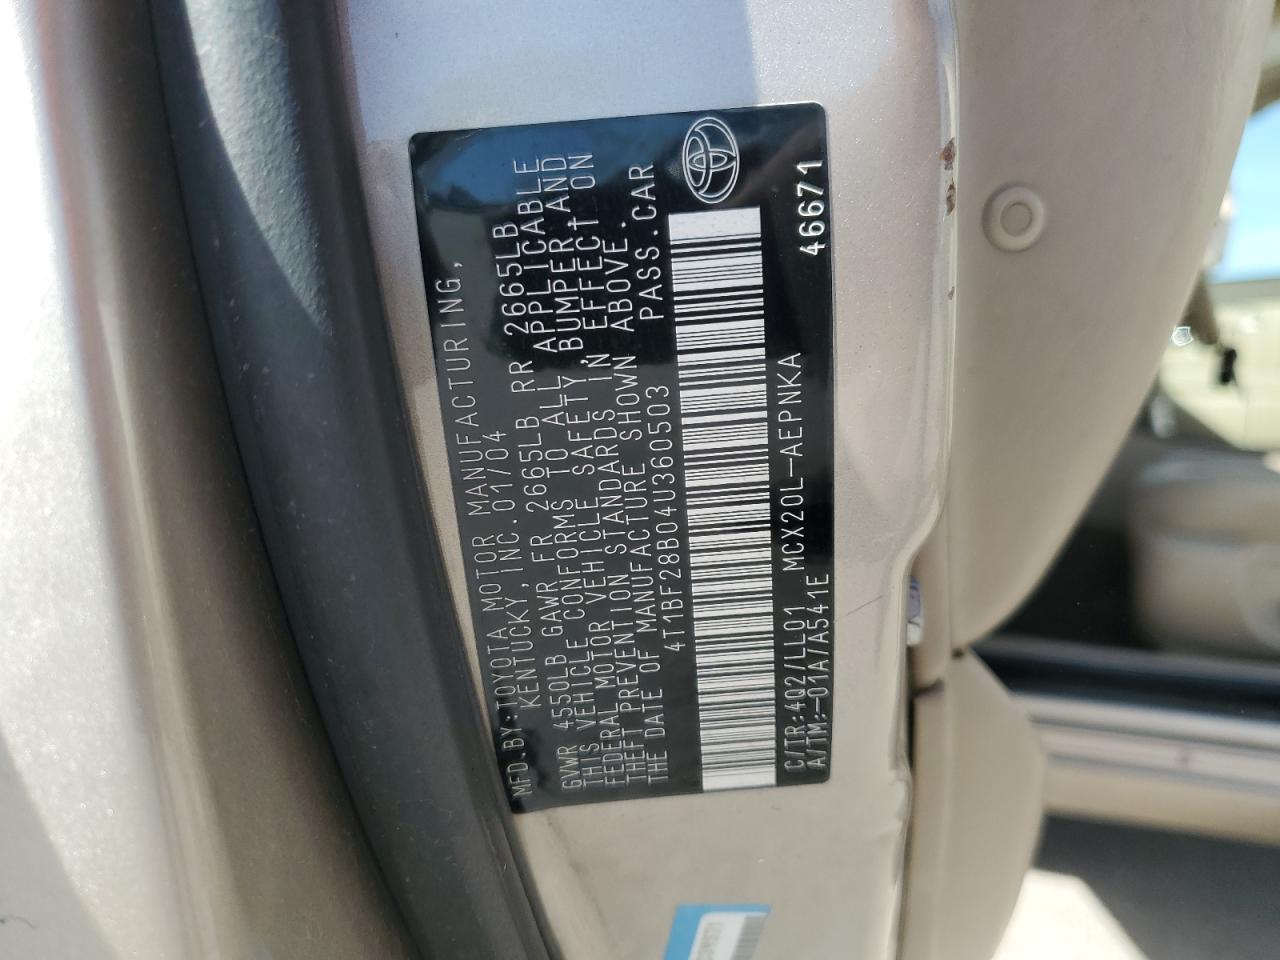 MFD.BY:TOYOTA MOTOR MANUFACTURING,
KENTUCKY, INC. 01/04
GVWR 4550LB GAWR FR 2665LB RR 2665LB
THIS VEHICLE CONFORMS TO ALL APPLICABLE
FEDERAL MOTOR VEHICLE SAFETY,BUMPER,AND
THEFT PREVENTION STANDARDS IN EFFECT ON
THE DATE OF MANUFACTURE SHOWN ABOVE.
4T1BF28B04U360503 PASS.CAR
C/TR:4Q2/LL01 MCX20L-AEPNKA
A/TM:-01A/A541E 46671